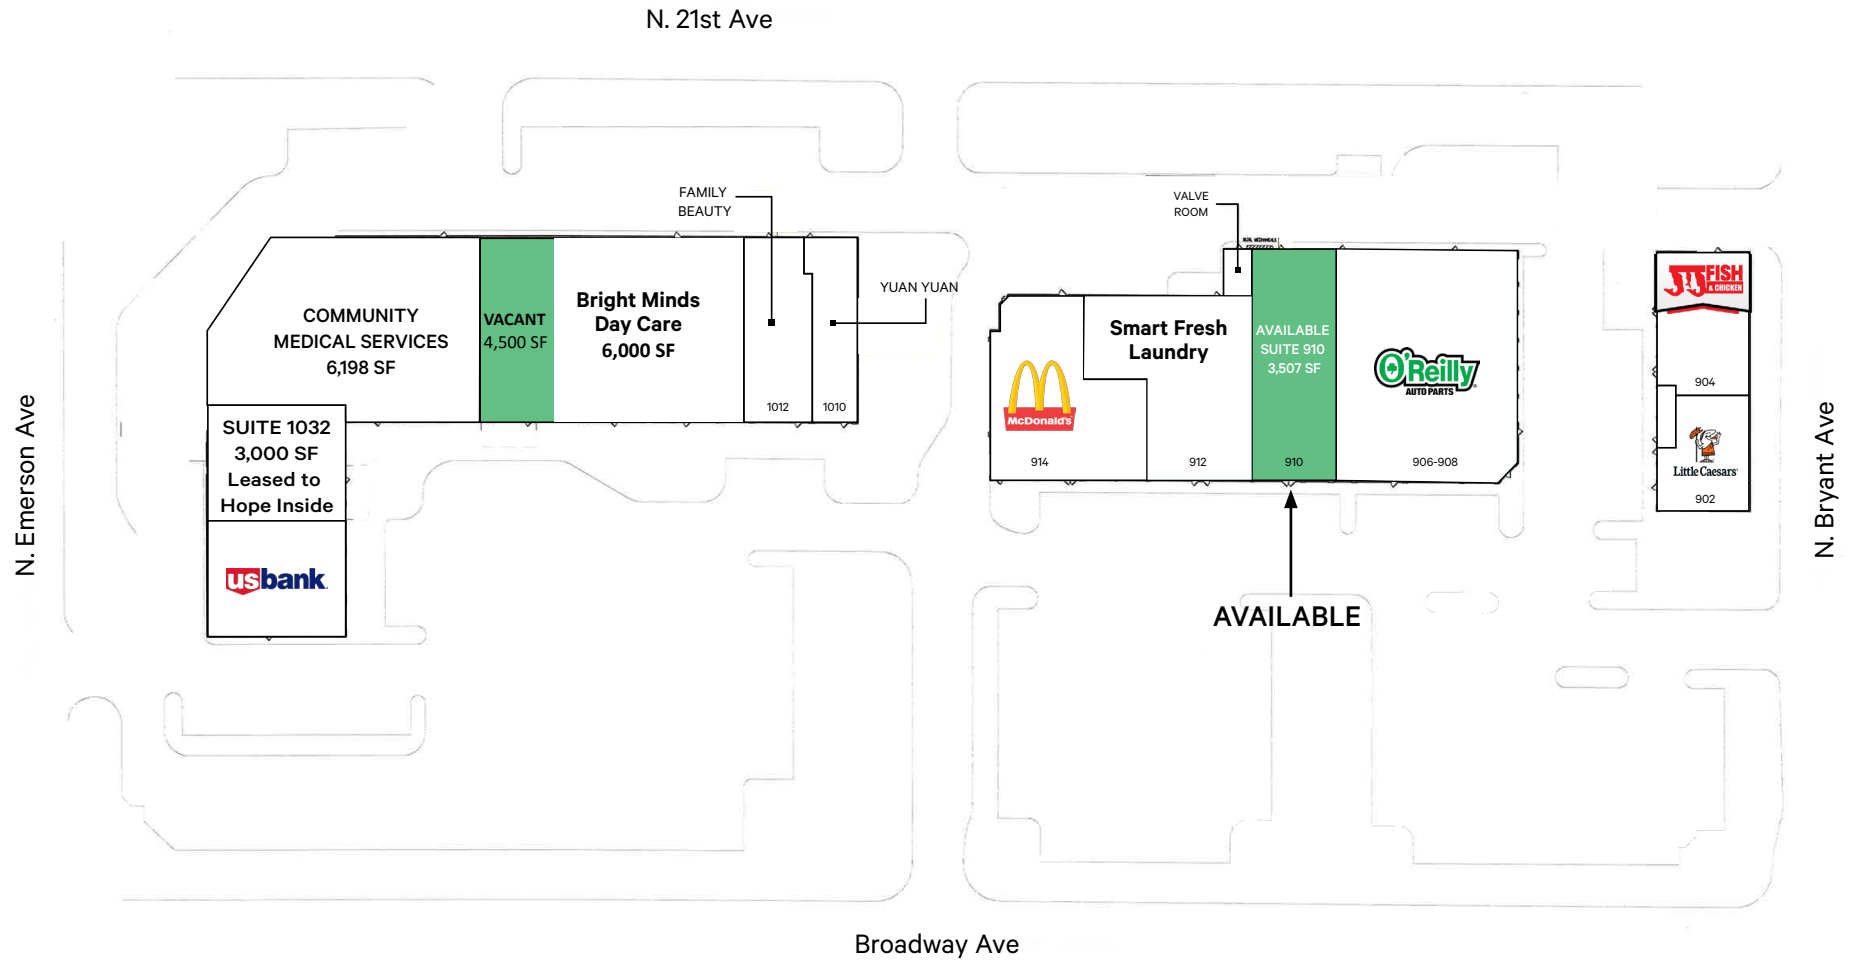 N. 21st Ave
FAMILY
BEAUTY
VALVE
ROOM
YUAN YUAN
COMMUNITY
MEDICAL SERVICES
6,198 SF
VACANT
4,500 SF
Bright Minds
Day Care
6,000 SF
1012
1010
SUITE 1032
3,000 SF
Leased to
Hope Inside
usbank
McDonald's
914
Smart Fresh
Laundry
912
AVAILABLE
SUITE 910
3,507 SF
910
O'Reilly
AUTO PARTS
906-908
JJ'S FISH
& CHICKEN
904
Little Caesars
902
AVAILABLE
N. Emerson Ave
N. Bryant Ave
Broadway Ave